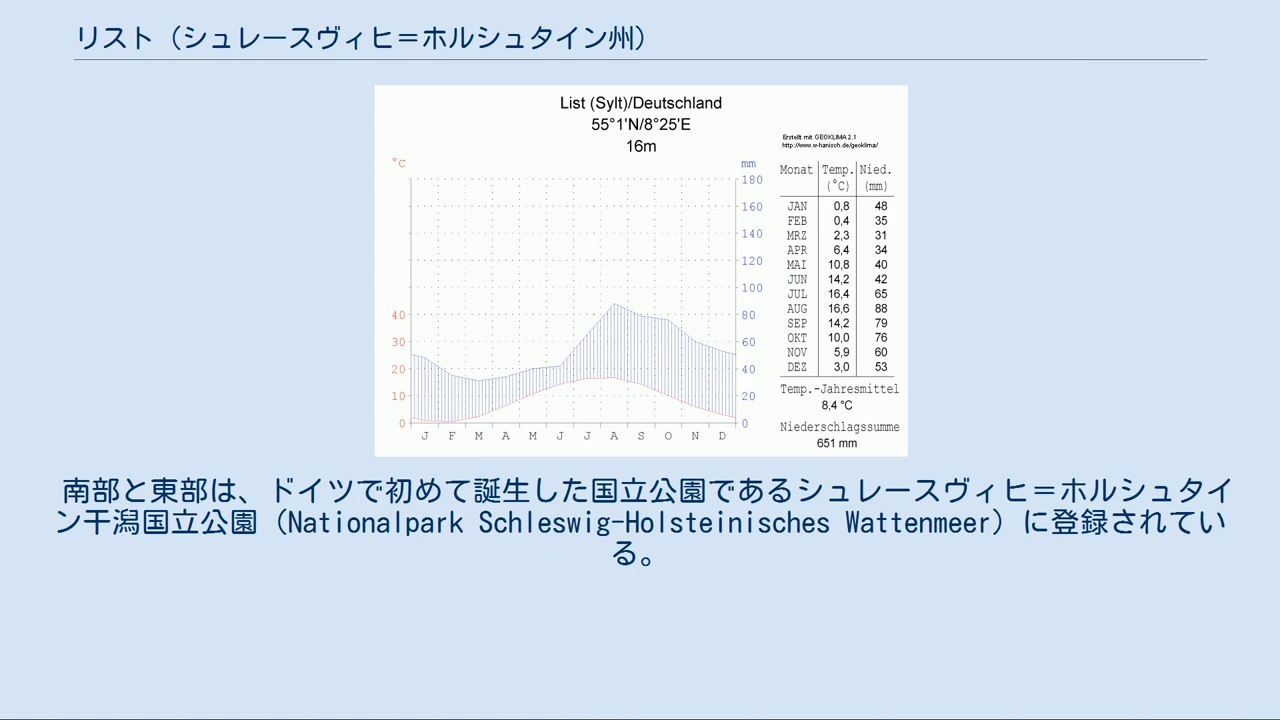 リスト（シュレースヴィヒ＝ホルシュタイン州）
List (Sylt)/Deutschland
55°1'N/8°25'E
16m
Erstellt mit GEOKLIMA 2.1
http://www.w-hanisch.de/geoklima/
°C
mm
180
160
140
120
100
40 80
30 60
20 40
10 20
0 0
J F M A M J J A S O N D
Monat Temp. Nied.
(°C) (mm)
JAN 0,8 48
FEB 0,4 35
MRZ 2,3 31
APR 6,4 34
MAI 10,8 40
JUN 14,2 42
JUL 16,4 65
AUG 16,6 88
SEP 14,2 79
OKT 10,0 76
NOV 5,9 60
DEZ 3,0 53
Temp.-Jahresmittel
8,4 °C
Niederschlagssumme
651 mm
南部と東部は、ドイツで初めて誕生した国立公園であるシュレースヴィヒ＝ホルシュタイ
ン干潟国立公園（Nationalpark Schleswig-Holsteinisches Wattenmeer）に登録されてい
る。